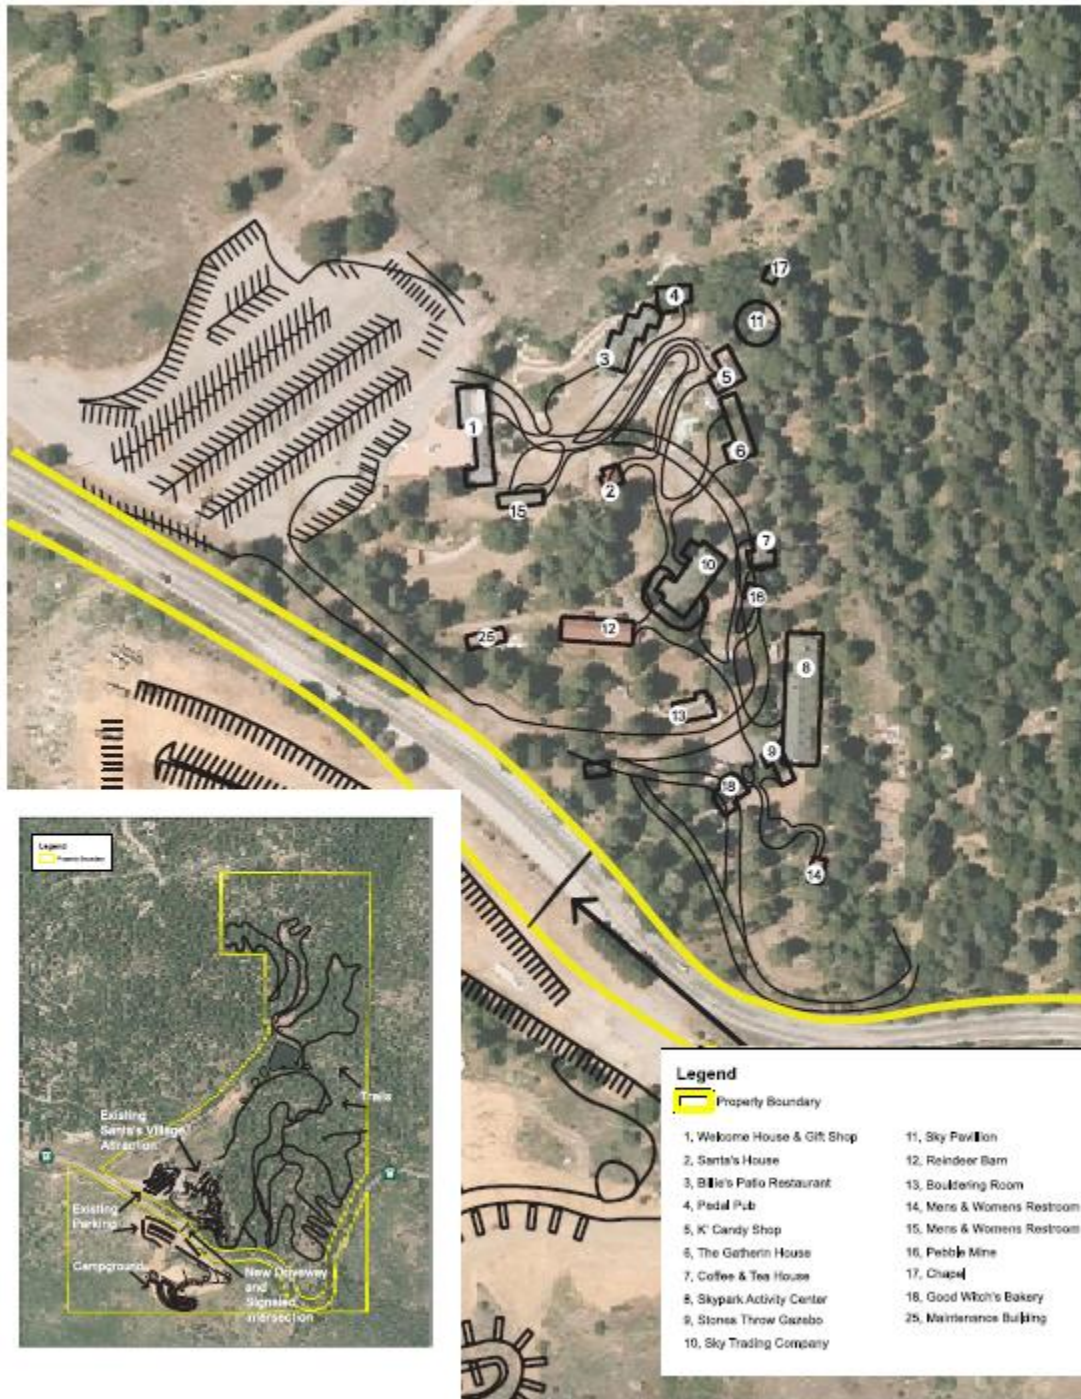 17
4
11
3
5
1
6
2
15
7
10
16
12
25
8
13
9
18
14
Legend
Property Boundary
Existing
Santa's Village
Attraction
Trails
Existing
Parking
Campground
New Driveway
and
Signaled
Intersection
Legend
Property Boundary
1, Welcome House & Gift Shop
2, Santa's House
3, Billie's Patio Restaurant
4, Pedal Pub
5, K' Candy Shop
6, The Gatherin House
7, Coffee & Tea House
8, Skypark Activity Center
9, Stones Throw Gazebo
10, Sky Trading Company
11, Sky Pavilion
12, Reindeer Barn
13, Bouldering Room
14, Mens & Womens Restroom
15, Mens & Womens Restroom
16, Pebble Mine
17, Chapel
18, Good Witch's Bakery
25, Maintenance Building